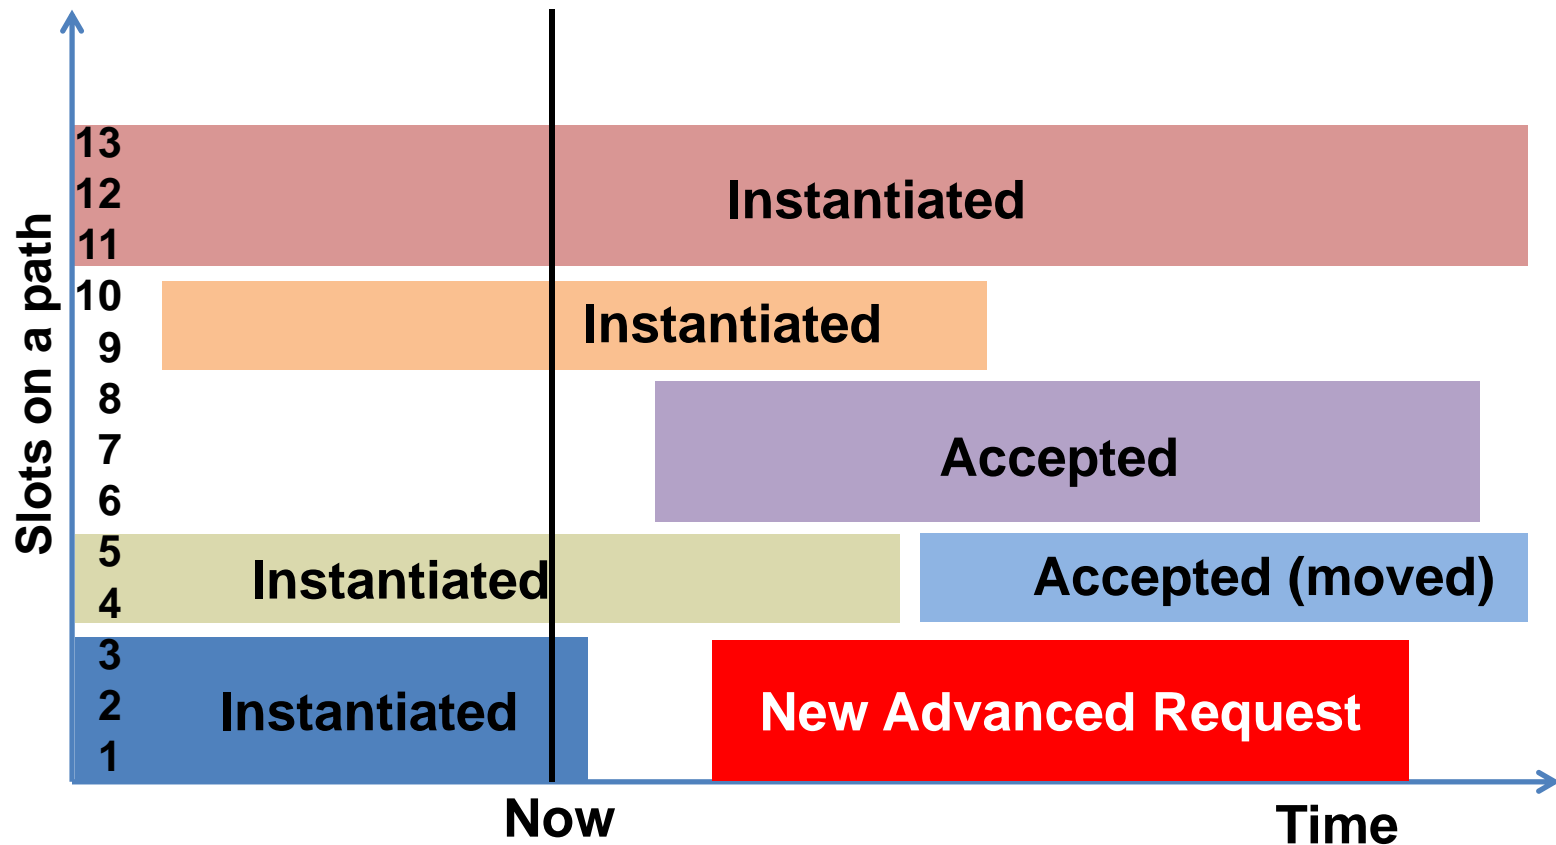 Slots on a path
13
12
11
10
9
8
7
6
5
4
3
2
1
Instantiated
Instantiated
Accepted
Instantiated
Accepted (moved)
Instantiated
New Advanced Request
Now
Time